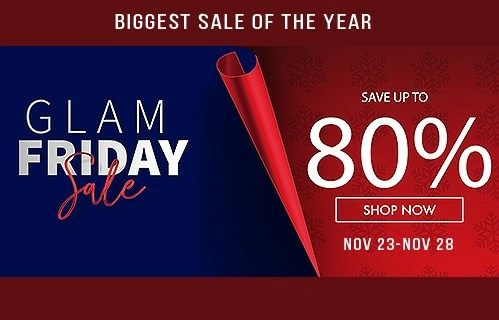 BIGGEST SALE OF THE YEAR
GLAM
FRIDAY
Sale
SAVE UP TO
80%
SHOP NOW
NOV 23-NOV 28